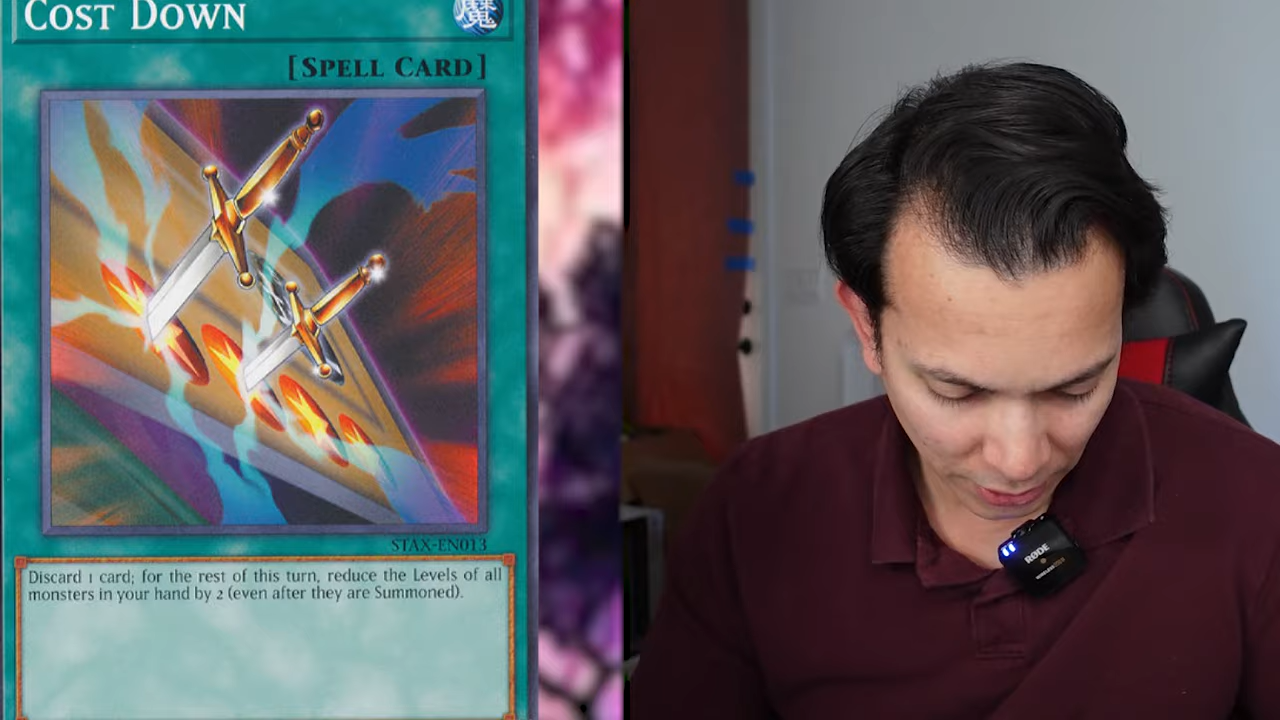 COST DOWN
魔
[SPELL CARD]
STAX-EN013
Discard 1 card; for the rest of this turn, reduce the Levels of all
monsters in your hand by 2 (even after they are Summoned).
RØDE